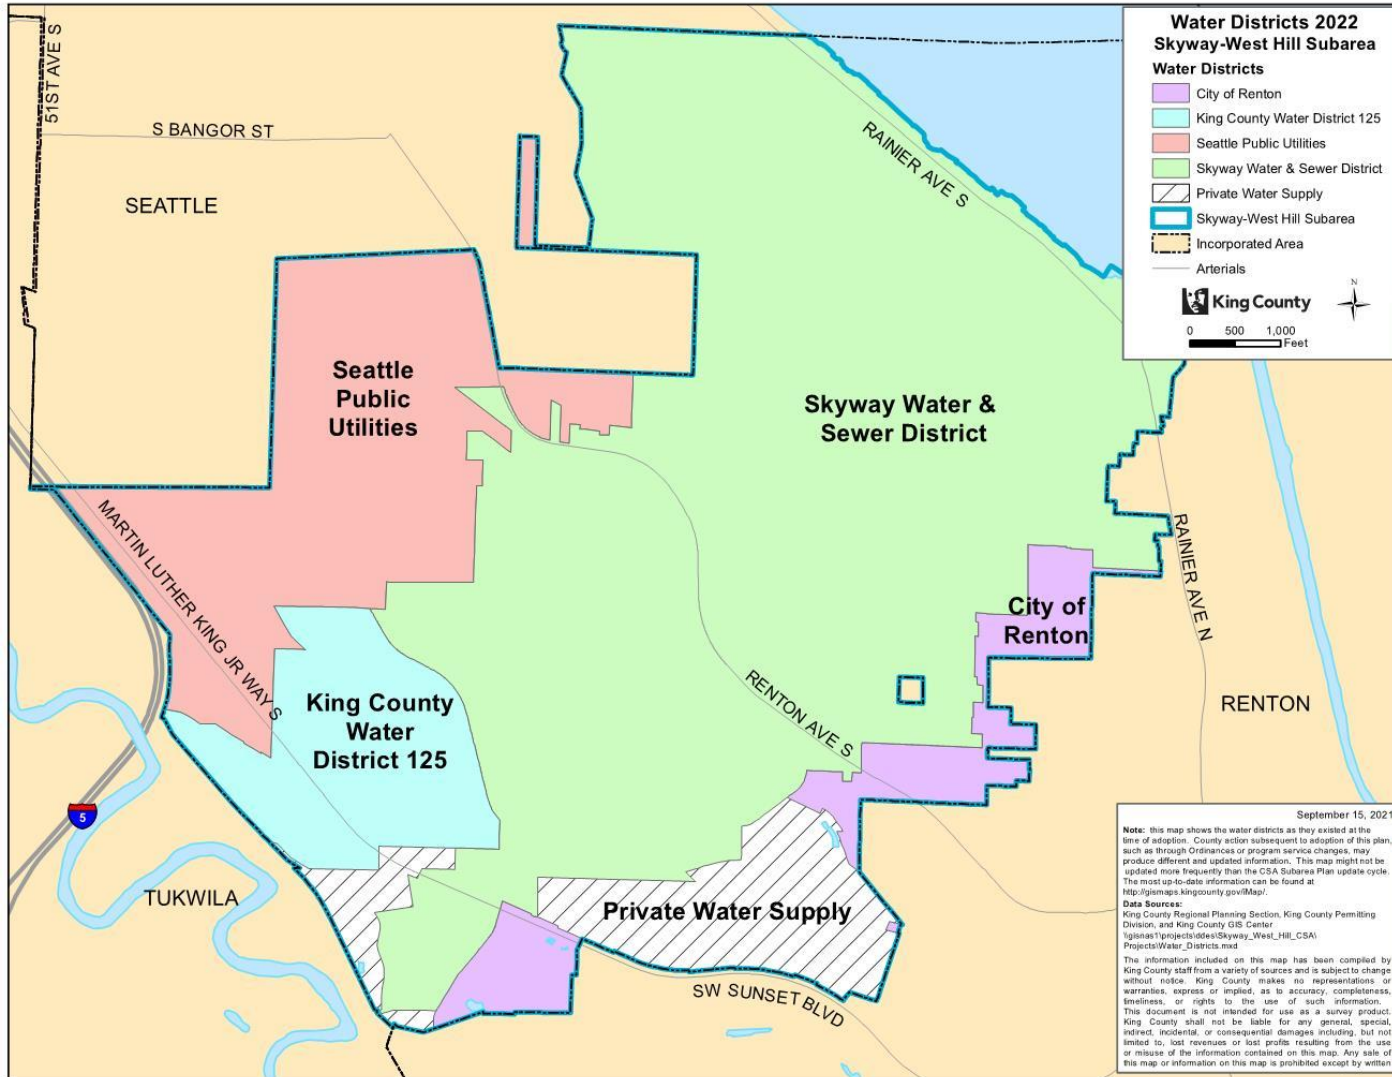 Water Districts 2022
Skyway-West Hill Subarea
Water Districts
City of Renton
King County Water District 125
Seattle Public Utilities
Skyway Water & Sewer District
Private Water Supply
Skyway-West Hill Subarea
Incorporated Area
Arterials
King County
N
0 500 1,000
Feet
51ST AVE S
S BANGOR ST
SEATTLE
RAINIER AVE S
Seattle
Public
Utilities
Skyway Water &
Sewer District
MARTIN LUTHER KING JR WAY S
RAINIER AVE N
City of
Renton
King County
Water
District 125
RENTON AVE S
RENTON
5
TUKWILA
Private Water Supply
SW SUNSET BLVD
September 15, 2021
Note: this map shows the water districts as they existed at the
time of adoption. County action subsequent to adoption of this plan,
such as through Ordinances or program service changes, may
produce different and updated information. This map might not be
updated more frequently than the CSA Subarea Plan update cycle.
The most up-to-date information can be found at
http://gismaps.kingcounty.gov/iMap/.
Data Sources:
King County Regional Planning Section, King County Permitting
Division, and King County GIS Center
\\gisnas1\projects\ddes\Skyway_West_Hill_CSA\
Projects\Water_Districts.mxd
The information included on this map has been compiled by
King County staff from a variety of sources and is subject to change
without notice. King County makes no representations or
warranties, express or implied, as to accuracy, completeness,
timeliness, or rights to the use of such information.
This document is not intended for use as a survey product.
King County shall not be liable for any general, special,
indirect, incidental, or consequential damages including, but not
limited to, lost revenues or lost profits resulting from the use
or misuse of the information contained on this map. Any sale of
this map or information on this map is prohibited except by written